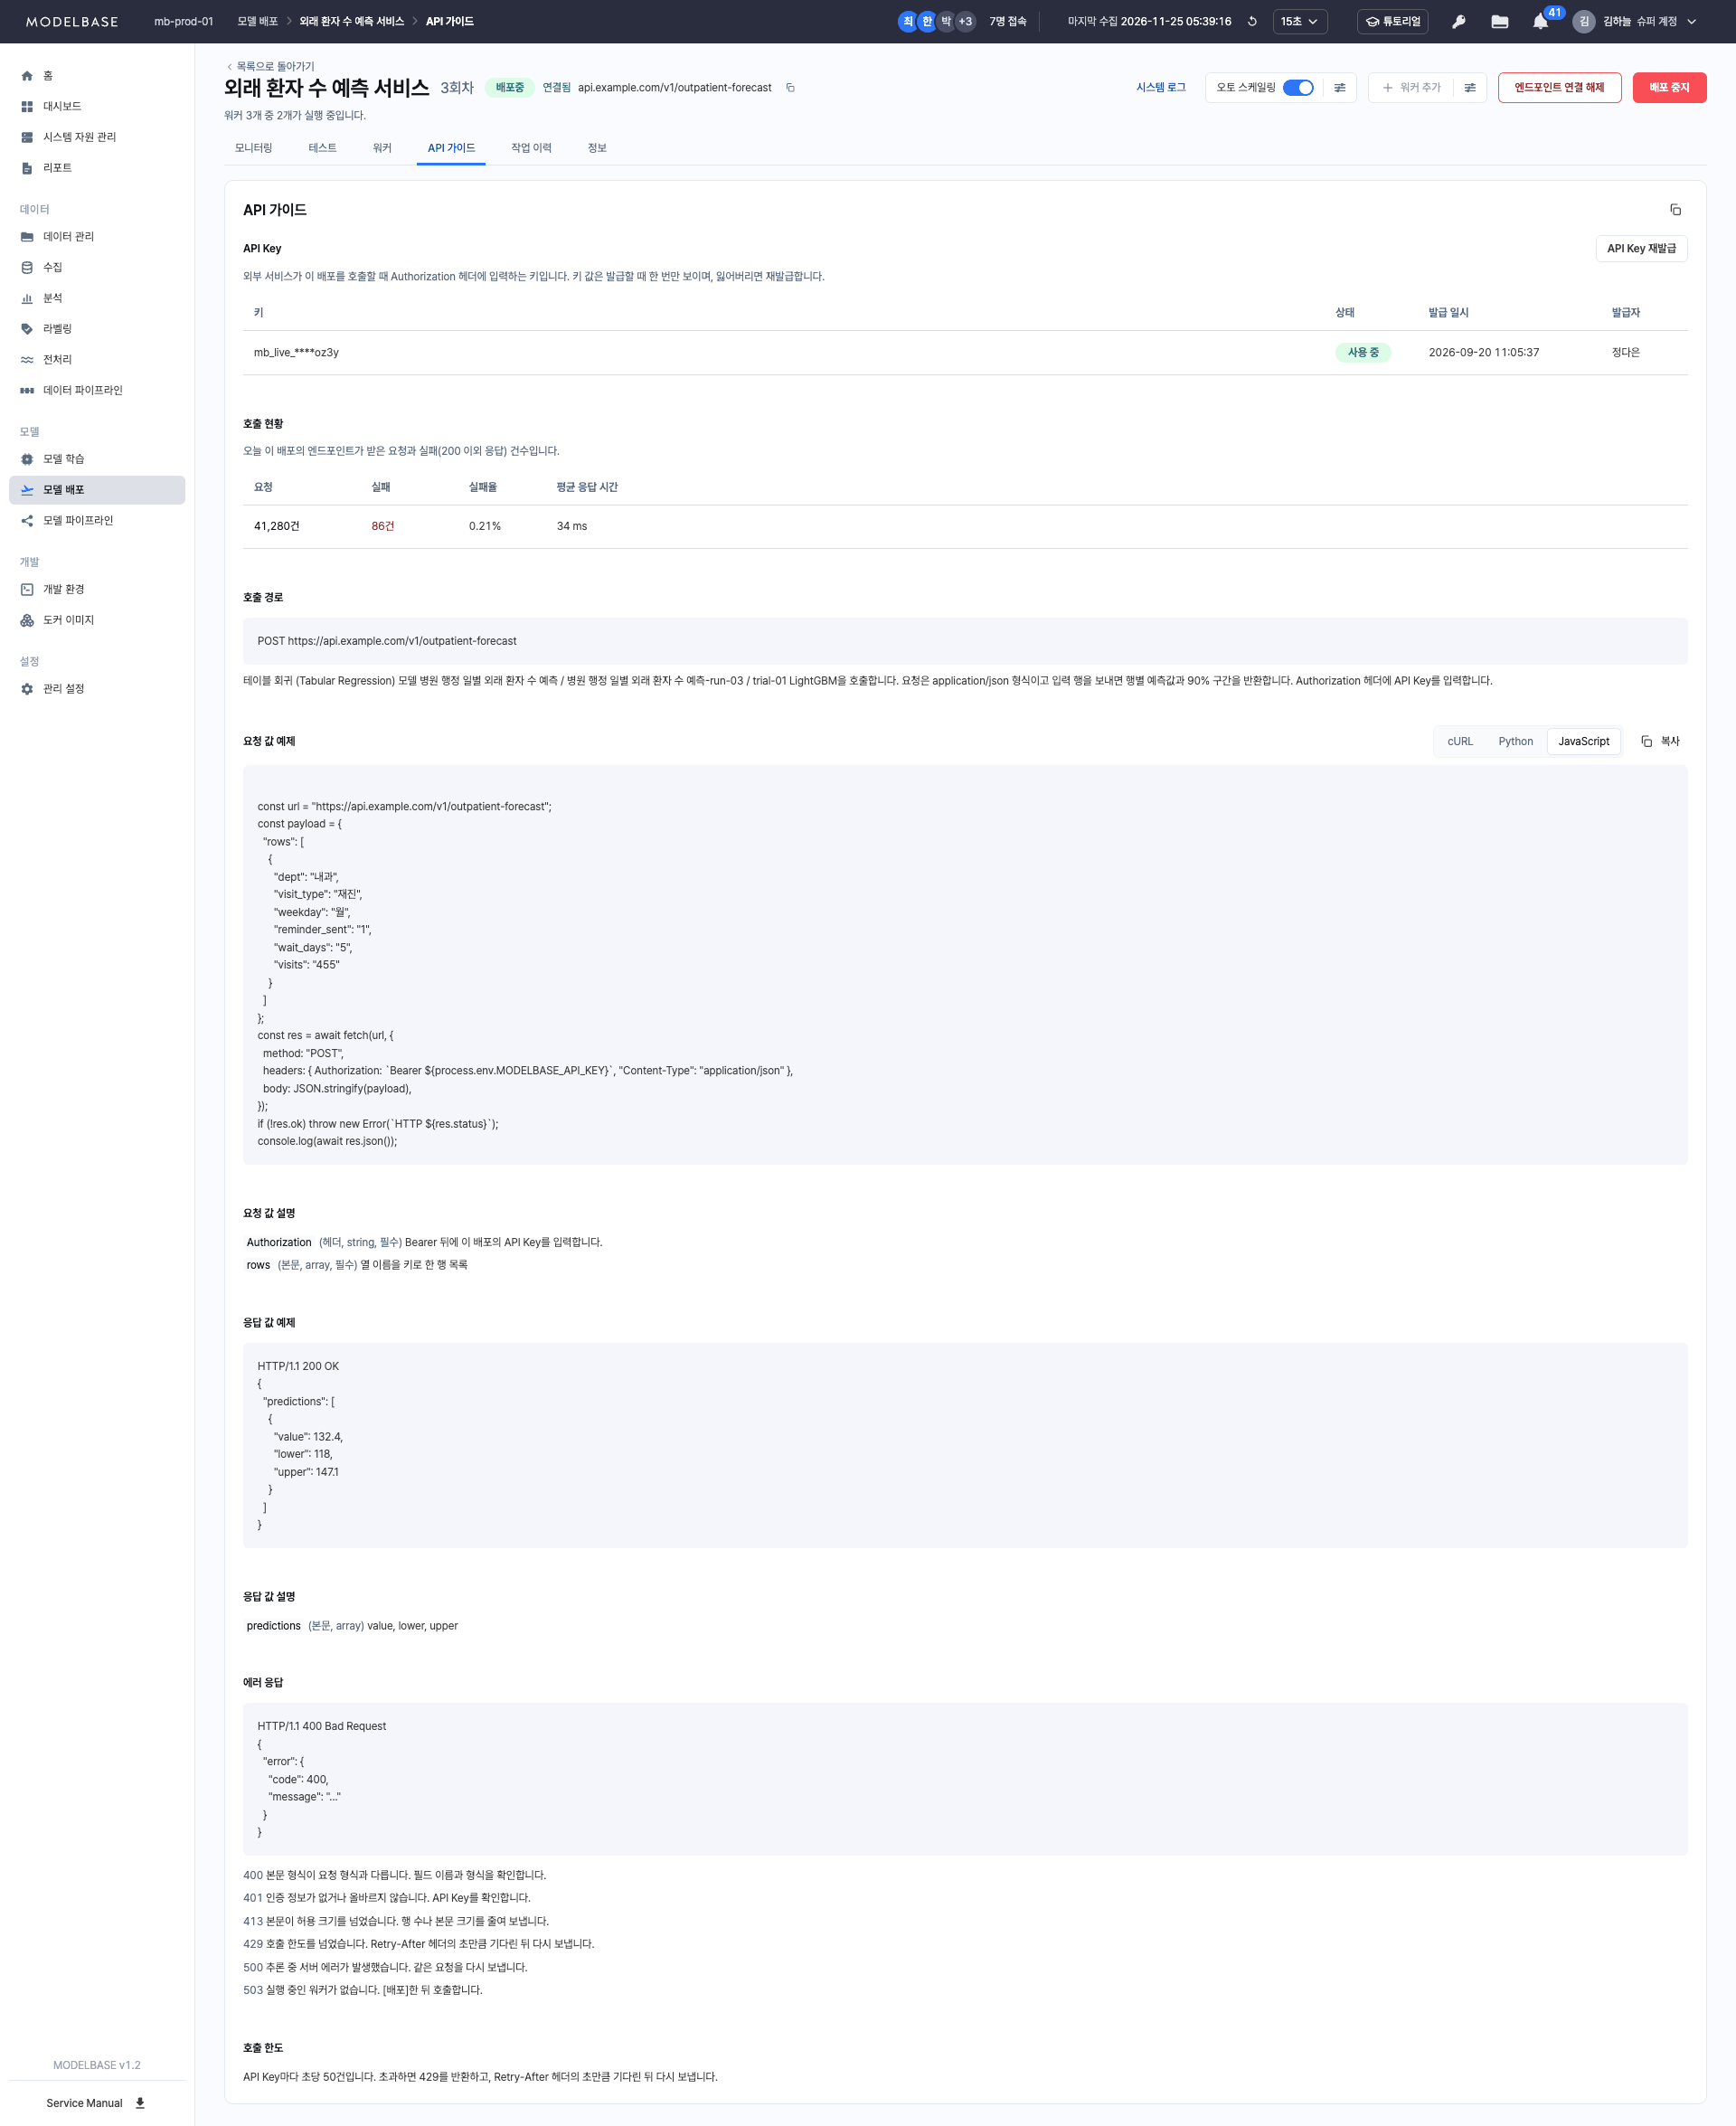 MODELBASE
mb-prod-01
모델 배포 > 외래 환자 수 예측 서비스 > API 가이드
최 한 박 +3 7명 접속
마지막 수집 2026-11-25 05:39:16
15초
튜토리얼
41
김 김하늘 슈퍼 계정
홈
대시보드
시스템 자원 관리
리포트
데이터
데이터 관리
수집
분석
라벨링
전처리
데이터 파이프라인
모델
모델 학습
모델 배포
모델 파이프라인
개발
개발 환경
도커 이미지
설정
관리 설정
MODELBASE v1.2
Service Manual
목록으로 돌아가기
외래 환자 수 예측 서비스 3회차 배포중 연결됨 api.example.com/v1/outpatient-forecast
시스템 로그 오토 스케일링 워커 추가 엔드포인트 연결 해제 배포 중지
워커 3개 중 2개가 실행 중입니다.
모니터링 테스트 워커 API 가이드 작업 이력 정보
API 가이드
API Key
API Key 재발급
외부 서비스가 이 배포를 호출할 때 Authorization 헤더에 입력하는 키입니다. 키 값은 발급할 때 한 번만 보이며, 잃어버리면 재발급합니다.
키 상태 발급 일시 발급자
mb_live_****oz3y 사용 중 2026-09-20 11:05:37 정다은
호출 현황
오늘 이 배포의 엔드포인트가 받은 요청과 실패(200 이외 응답) 건수입니다.
요청 실패 실패율 평균 응답 시간
41,280건 86건 0.21% 34 ms
호출 경로
POST https://api.example.com/v1/outpatient-forecast
테이블 회귀 (Tabular Regression) 모델 병원 행정 일별 외래 환자 수 예측 / 병원 행정 일별 외래 환자 수 예측-run-03 / trial-01 LightGBM을 호출합니다. 요청은 application/json 형식이고 입력 행을 보내면 행별 예측값과 90% 구간을 반환합니다. Authorization 헤더에 API Key를 입력합니다.
요청 값 예제
cURL Python JavaScript 복사
const url = "https://api.example.com/v1/outpatient-forecast";
const payload = {
"rows": [
{
"dept": "내과",
"visit_type": "재진",
"weekday": "월",
"reminder_sent": "1",
"wait_days": "5",
"visits": "455"
}
]
};
const res = await fetch(url, {
method: "POST",
headers: { Authorization: `Bearer ${process.env.MODELBASE_API_KEY}`, "Content-Type": "application/json" },
body: JSON.stringify(payload),
});
if (!res.ok) throw new Error(`HTTP ${res.status}`);
console.log(await res.json());
요청 값 설명
Authorization (헤더, string, 필수) Bearer 뒤에 이 배포의 API Key를 입력합니다.
rows (본문, array, 필수) 열 이름을 키로 한 행 목록
응답 값 예제
HTTP/1.1 200 OK
{
"predictions": [
{
"value": 132.4,
"lower": 118,
"upper": 147.1
}
]
}
응답 값 설명
predictions (본문, array) value, lower, upper
에러 응답
HTTP/1.1 400 Bad Request
{
"error": {
"code": 400,
"message": "..."
}
}
400 본문 형식이 요청 형식과 다릅니다. 필드 이름과 형식을 확인합니다.
401 인증 정보가 없거나 올바르지 않습니다. API Key를 확인합니다.
413 본문이 허용 크기를 넘었습니다. 행 수나 본문 크기를 줄여 보냅니다.
429 호출 한도를 넘었습니다. Retry-After 헤더의 초만큼 기다린 뒤 다시 보냅니다.
500 추론 중 서버 에러가 발생했습니다. 같은 요청을 다시 보냅니다.
503 실행 중인 워커가 없습니다. [배포]한 뒤 호출합니다.
호출 한도
API Key마다 초당 50건입니다. 초과하면 429를 반환하고, Retry-After 헤더의 초만큼 기다린 뒤 다시 보냅니다.